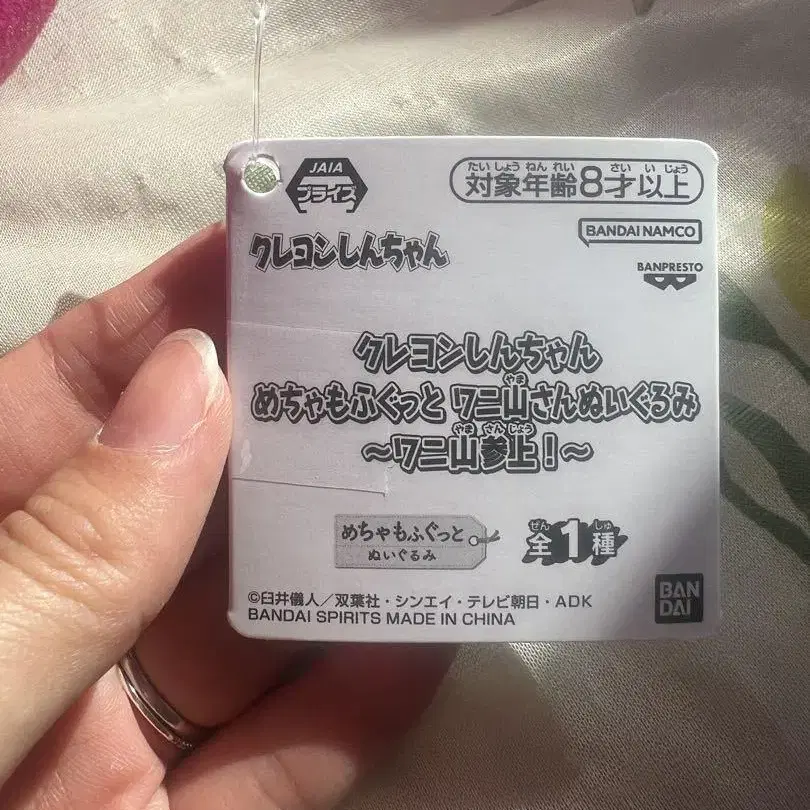 JAIA
プライズ
たいしょうねんれい さいいじょう
対象年齢8才以上
BANDAI NAMCO
クレヨンしんちゃん
BANPRESTO
クレヨンしんちゃん
やま
めちゃもふぐっと ワニ山さんぬいぐるみ
やまさんじょう
〜ワニ山参上!〜
めちゃもふぐっと
ぬいぐるみ
ぜん しゅ
全1種
©臼井儀人/双葉社・シンエイ・テレビ朝日・ADK
BANDAI SPIRITS MADE IN CHINA
BAN
DAI